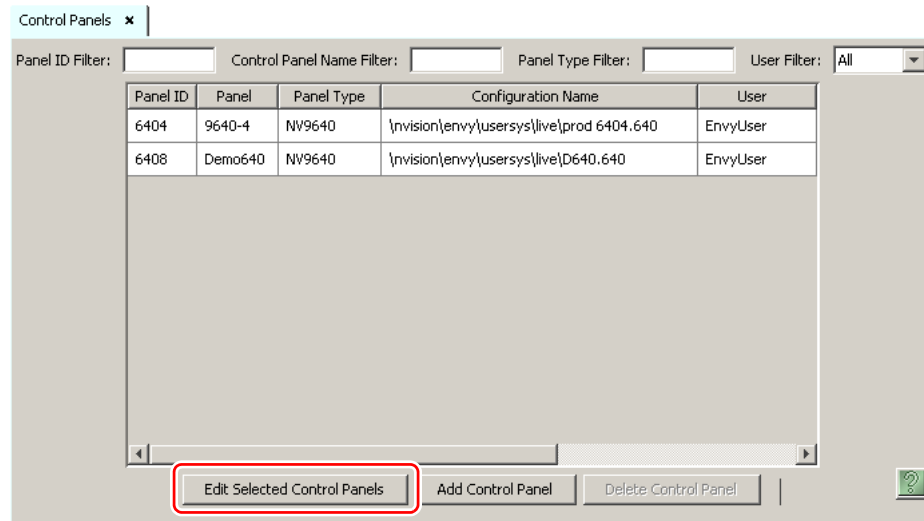 Control Panels ×
Panel ID Filter: Control Panel Name Filter: Panel Type Filter: User Filter: All
Panel ID Panel Panel Type Configuration Name User
6404 9640-4 NV9640 \nvision\envy\usersys\live\prod 6404.640 EnvyUser
6408 Demo640 NV9640 \nvision\envy\usersys\live\D640.640 EnvyUser
Edit Selected Control Panels Add Control Panel Delete Control Panel ?